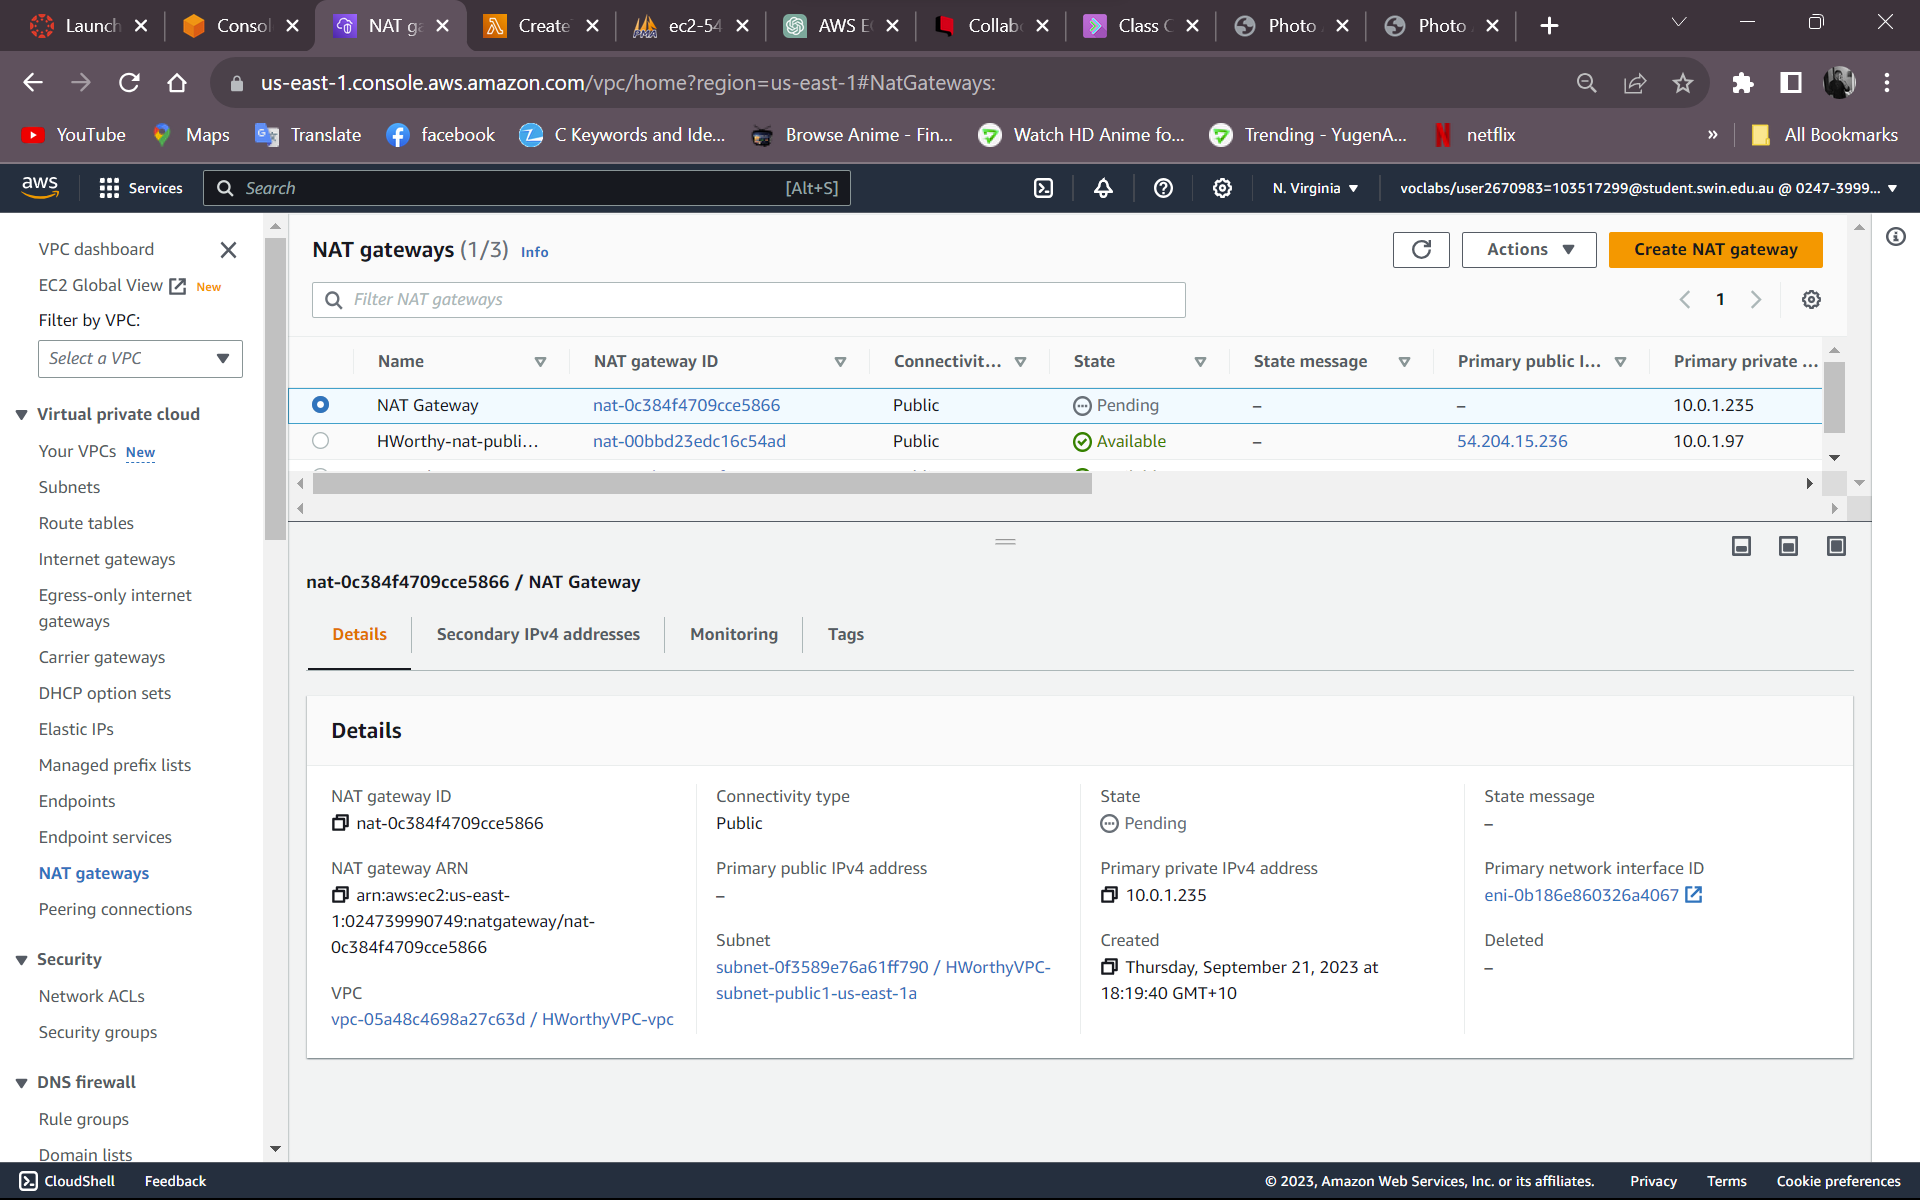 Launch
Consol
NAT ga
Create
ec2-54
AWS E
Collab
Class C
Photo
Photo
us-east-1.console.aws.amazon.com/vpc/home?region=us-east-1#NatGateways:
YouTube
Maps
Translate
facebook
C Keywords and Ide...
Browse Anime - Fin...
Watch HD Anime fo...
Trending - YugenA...
netflix
»
All Bookmarks
aws
Services
Search
[Alt+S]
N. Virginia
voclabs/user2670983=103517299@student.swin.edu.au @ 0247-3999...
VPC dashboard
EC2 Global View New
Filter by VPC:
Select a VPC
Virtual private cloud
Your VPCs New
Subnets
Route tables
Internet gateways
Egress-only internet
gateways
Carrier gateways
DHCP option sets
Elastic IPs
Managed prefix lists
Endpoints
Endpoint services
NAT gateways
Peering connections
Security
Network ACLs
Security groups
DNS firewall
Rule groups
Domain lists
NAT gateways (1/3) Info
Actions
Create NAT gateway
Filter NAT gateways
1
Name NAT gateway ID Connectivit... State State message Primary public I... Primary private ...
NAT Gateway nat-0c384f4709cce5866 Public Pending – – 10.0.1.235
HWorthy-nat-publi... nat-00bbd23edc16c54ad Public Available – 54.204.15.236 10.0.1.97
nat-0c384f4709cce5866 / NAT Gateway
Details
Secondary IPv4 addresses
Monitoring
Tags
Details
NAT gateway ID
nat-0c384f4709cce5866
NAT gateway ARN
arn:aws:ec2:us-east-
1:024739990749:natgateway/nat-
0c384f4709cce5866
VPC
vpc-05a48c4698a27c63d / HWorthyVPC-vpc
Connectivity type
Public
Primary public IPv4 address
–
Subnet
subnet-0f3589e76a61ff790 / HWorthyVPC-
subnet-public1-us-east-1a
State
Pending
Primary private IPv4 address
10.0.1.235
Created
Thursday, September 21, 2023 at
18:19:40 GMT+10
State message
–
Primary network interface ID
eni-0b186e860326a4067
Deleted
–
CloudShell
Feedback
© 2023, Amazon Web Services, Inc. or its affiliates.
Privacy
Terms
Cookie preferences